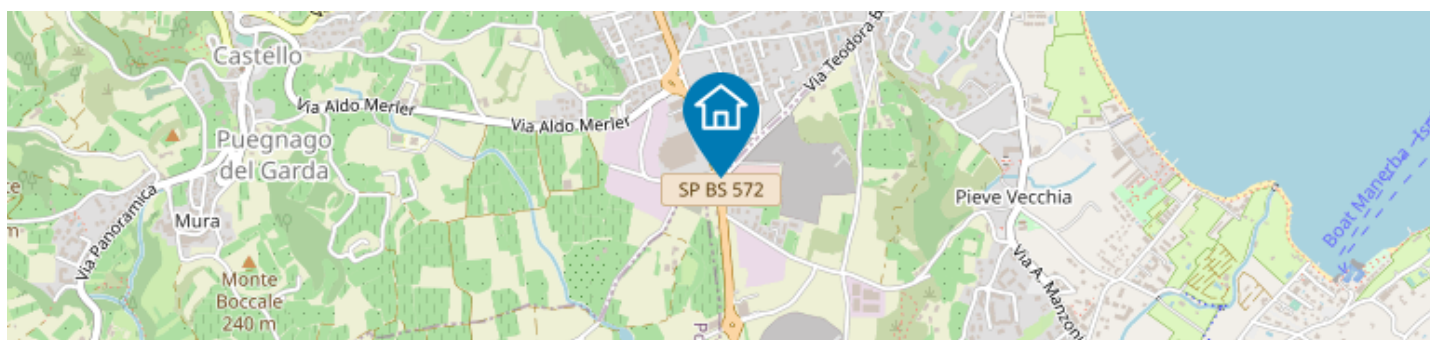 Castello
Via Aldo Merler
Via Aldo Merler
Via Teodora B
Puegnago
del Garda
SP BS 572
Pieve Vecchia
Mura
Via Panoramica
Monte
Boccale
240 m
Via A. Manzoni
Boat Manerba - Is